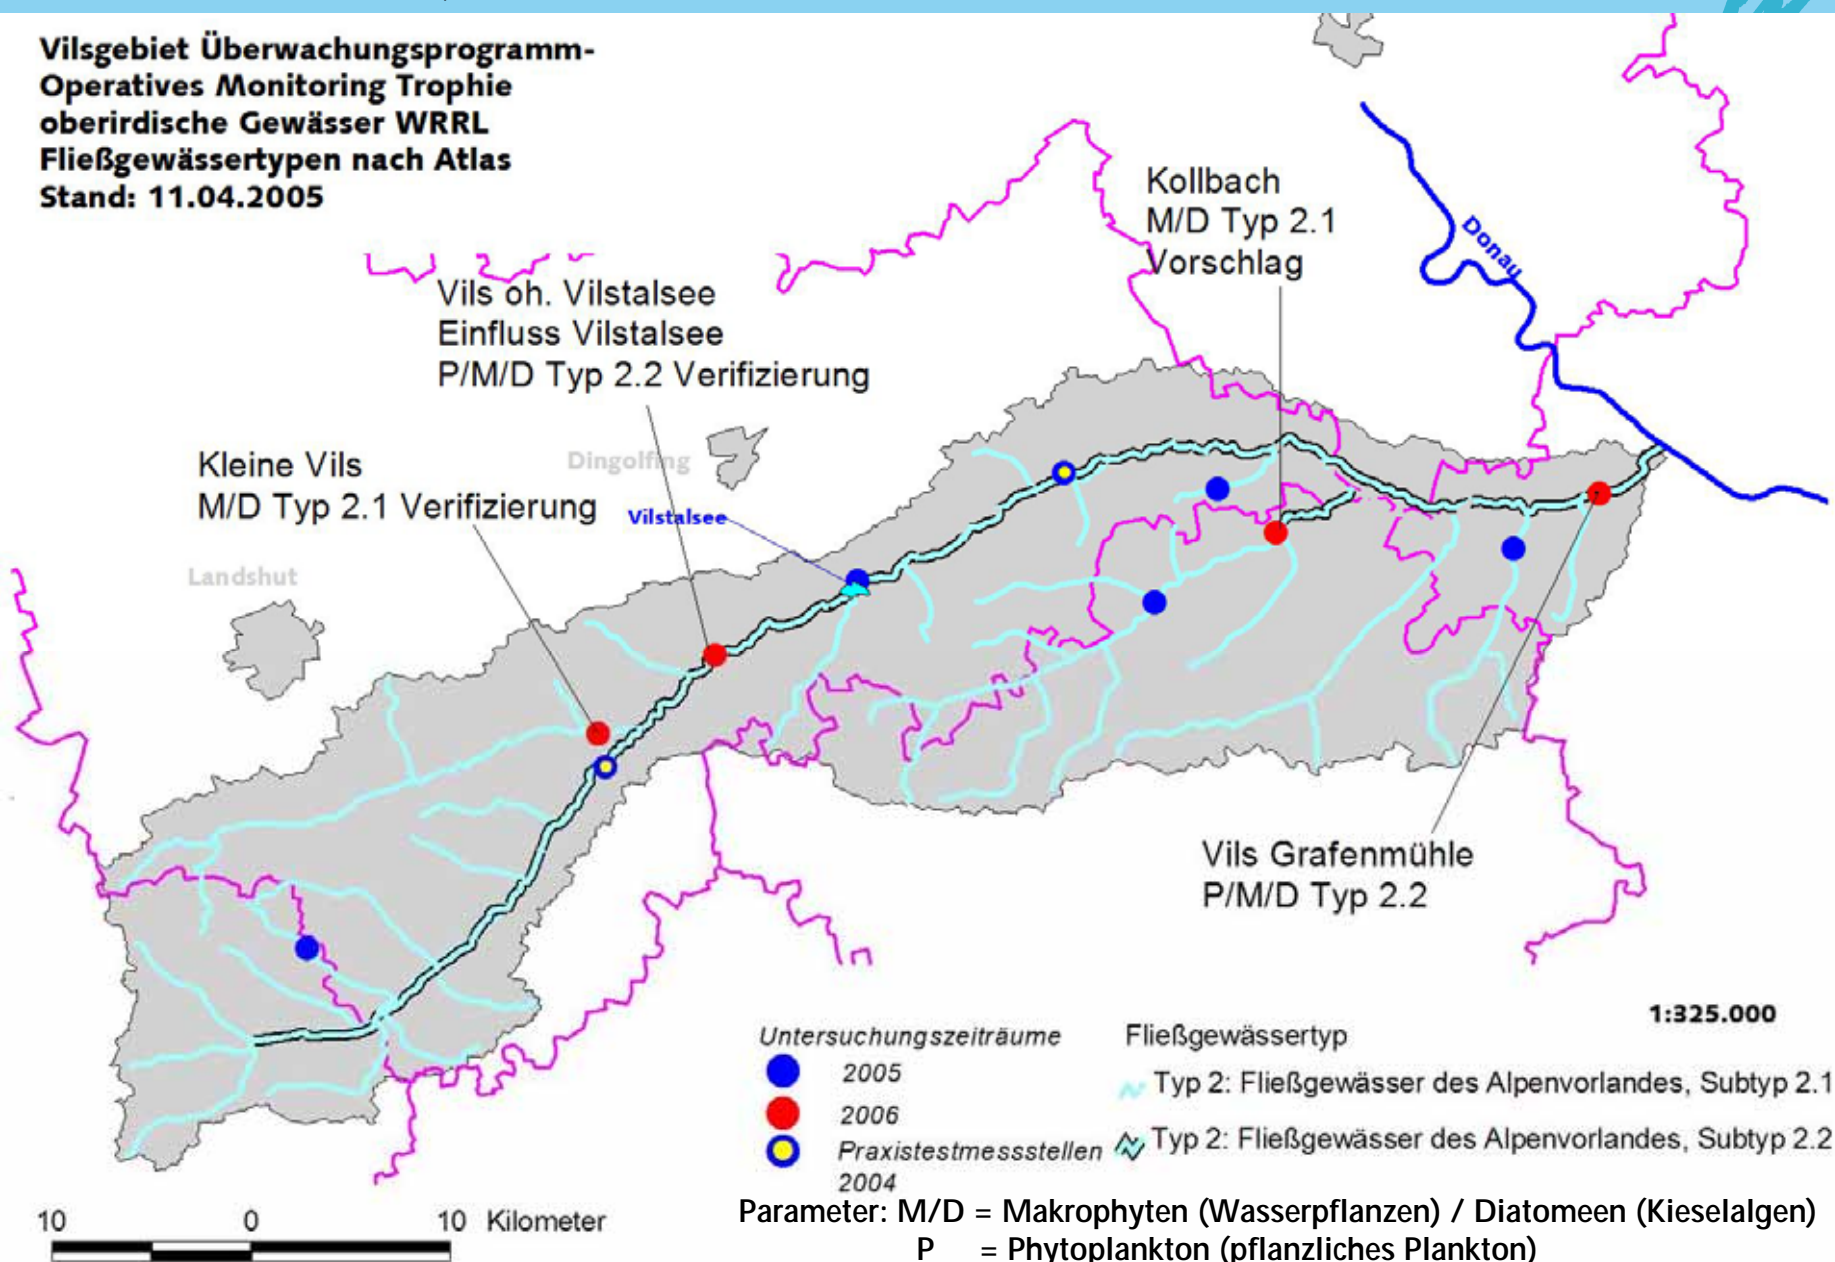 Vilsgebiet Überwachungsprogramm-
Operatives Monitoring Trophie
oberirdische Gewässer WRRL
Fließgewässertypen nach Atlas
Stand: 11.04.2005
Kollbach
M/D Typ 2.1
Vorschlag
Donau
Vils oh. Vilstalsee
Einfluss Vilstalsee
P/M/D Typ 2.2 Verifizierung
Kleine Vils
M/D Typ 2.1 Verifizierung
Dingolfing
Vilstalsee
Landshut
Vils Grafenmühle
P/M/D Typ 2.2
1:325.000
Untersuchungszeiträume
2005
2006
Praxistestmessstellen
2004
Fließgewässertyp
Typ 2: Fließgewässer des Alpenvorlandes, Subtyp 2.1
Typ 2: Fließgewässer des Alpenvorlandes, Subtyp 2.2
10 0 10 Kilometer
Parameter: M/D = Makrophyten (Wasserpflanzen) / Diatomeen (Kieselalgen)
P = Phytoplankton (pflanzliches Plankton)